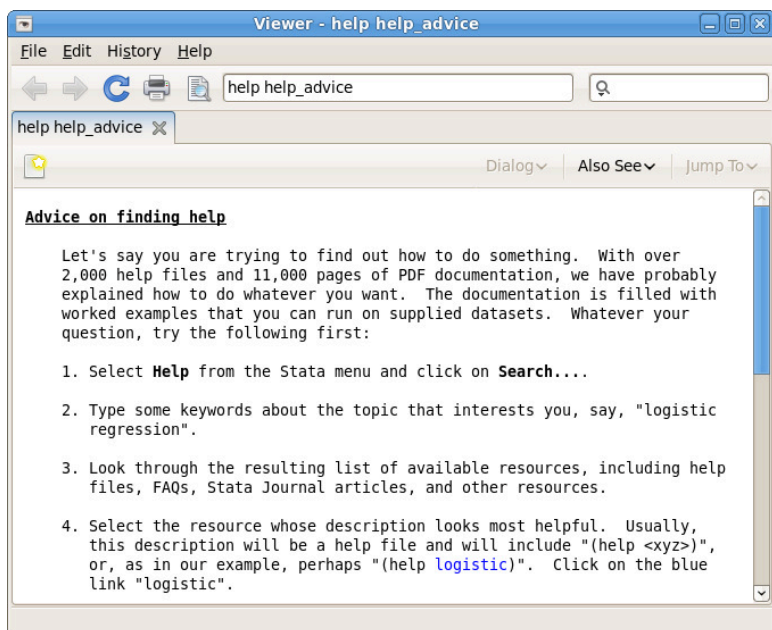 Viewer - help help_advice
File Edit History Help
help help_advice
help help_advice
Dialog Also See Jump To
Advice on finding help
Let's say you are trying to find out how to do something. With over
2,000 help files and 11,000 pages of PDF documentation, we have probably
explained how to do whatever you want. The documentation is filled with
worked examples that you can run on supplied datasets. Whatever your
question, try the following first:
1. Select Help from the Stata menu and click on Search....
2. Type some keywords about the topic that interests you, say, "logistic
regression".
3. Look through the resulting list of available resources, including help
files, FAQs, Stata Journal articles, and other resources.
4. Select the resource whose description looks most helpful. Usually,
this description will be a help file and will include "(help <xyz>)",
or, as in our example, perhaps "(help logistic)". Click on the blue
link "logistic".